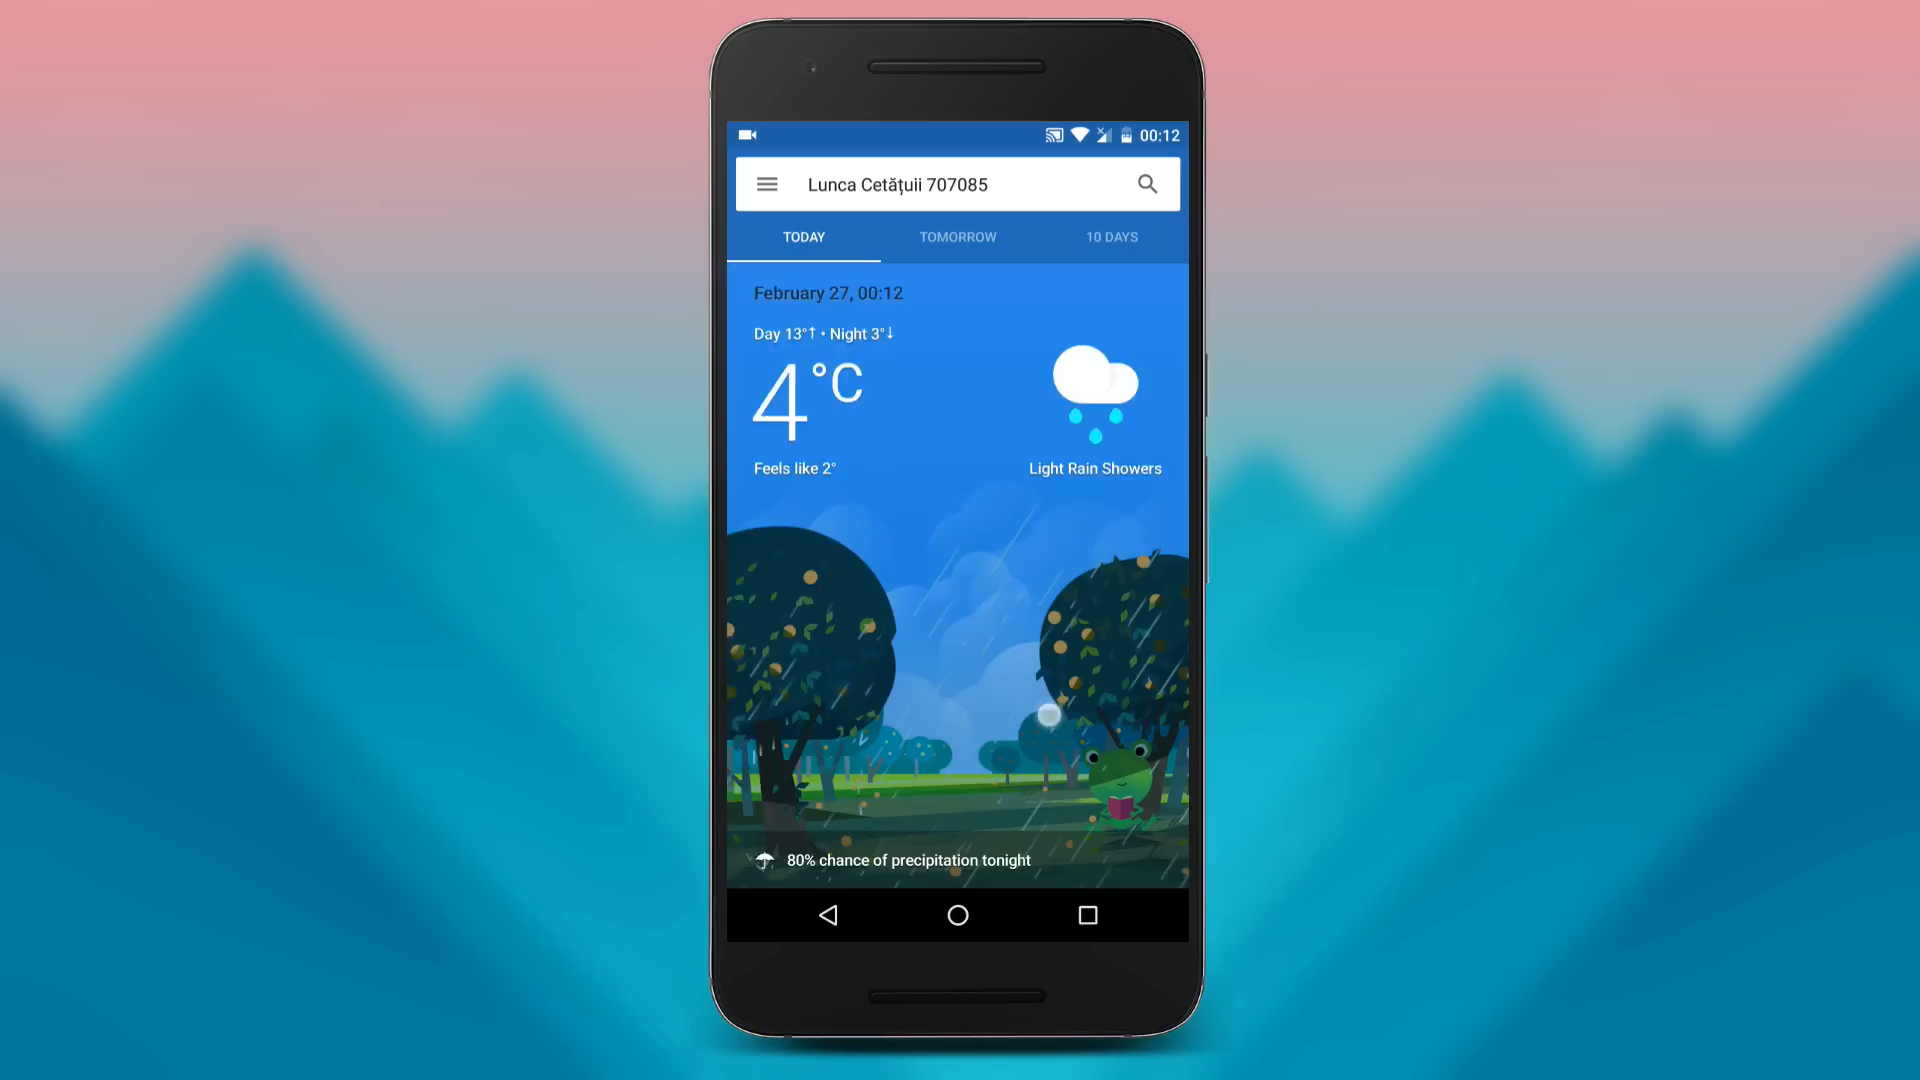 00:12
Lunca Cetățuii 707085
TODAY
TOMORROW
10 DAYS
February 27, 00:12
Day 13°↑ • Night 3°↓
4°C
Feels like 2°
Light Rain Showers
80% chance of precipitation tonight